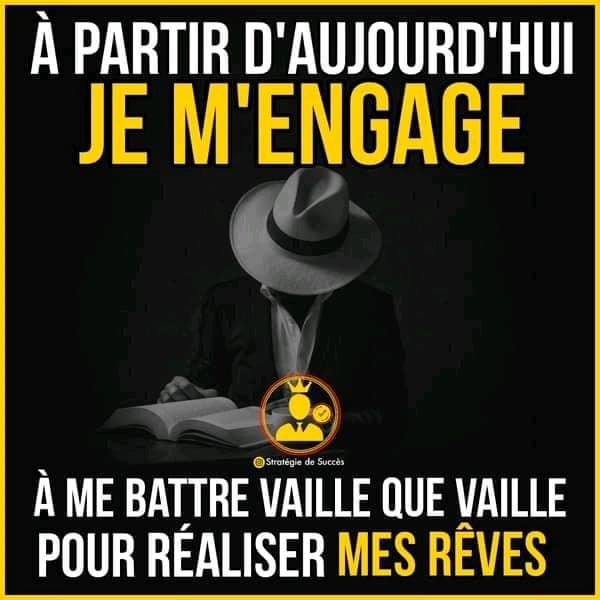 À PARTIR D'AUJOURD'HUI
JE M'ENGAGE
Stratégie de Succès
À ME BATTRE VAILLE QUE VAILLE
POUR RÉALISER MES RÊVES